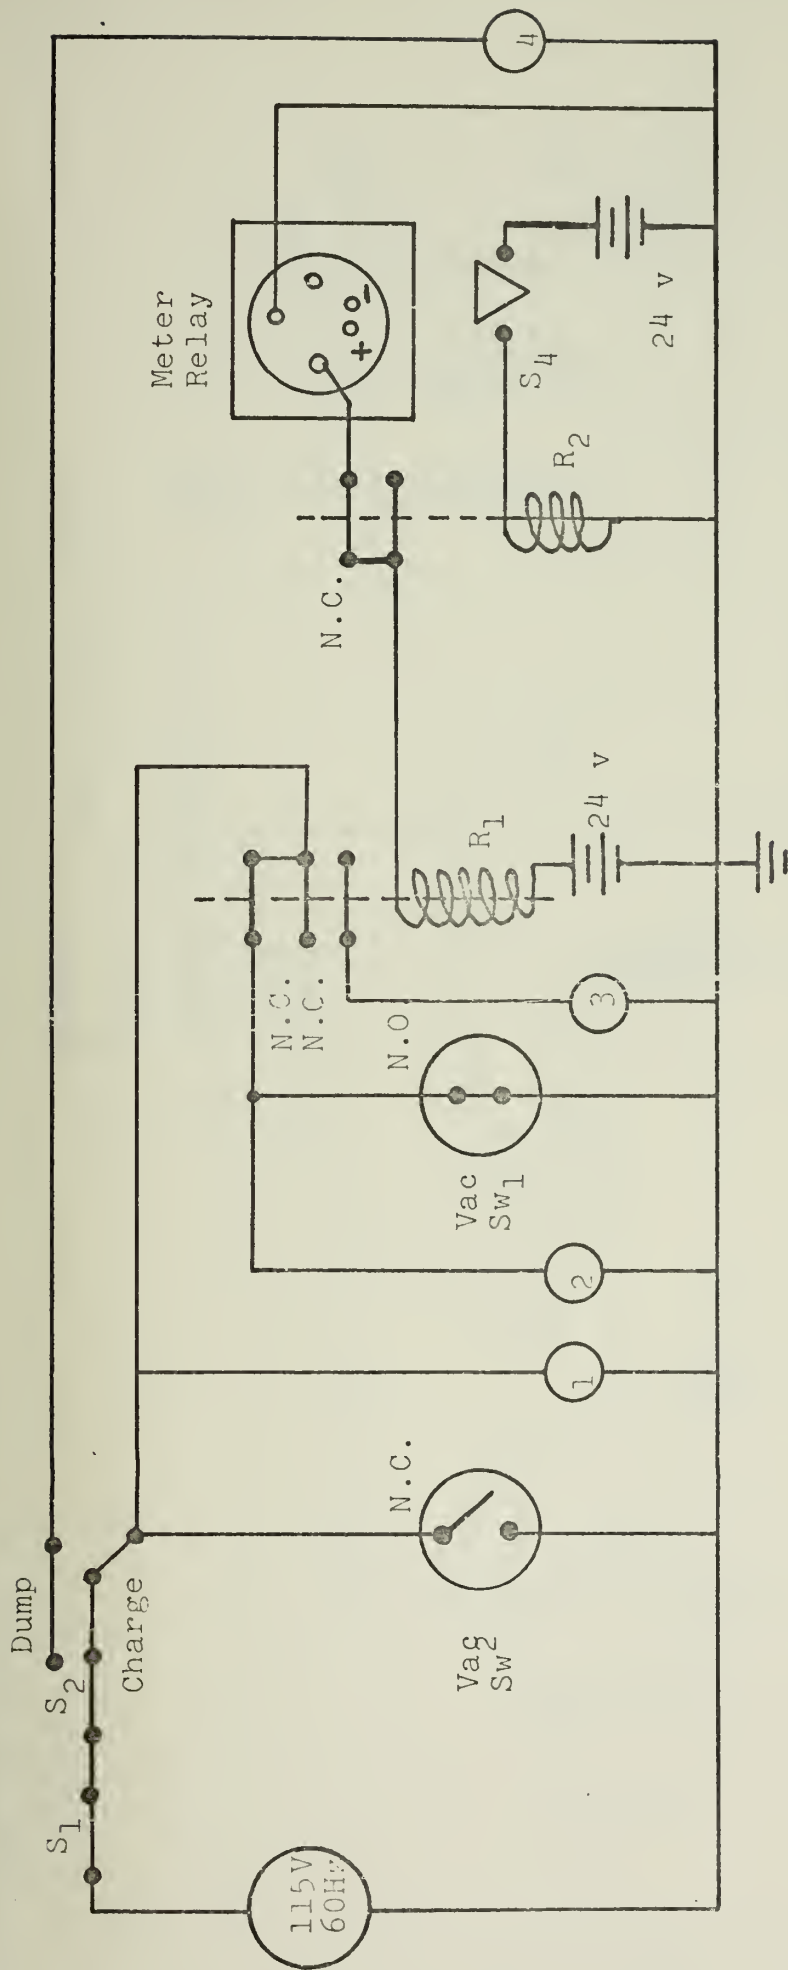 Dump
S2
Charge
S1
115V
60Hz
Vac
Sw2
N.C.
1
2
Vac
Sw1
N.O
3
N.C.
N.C.
R1
24 v
N.C.
Meter
Relay
+
-
R2
S4
24 v
4